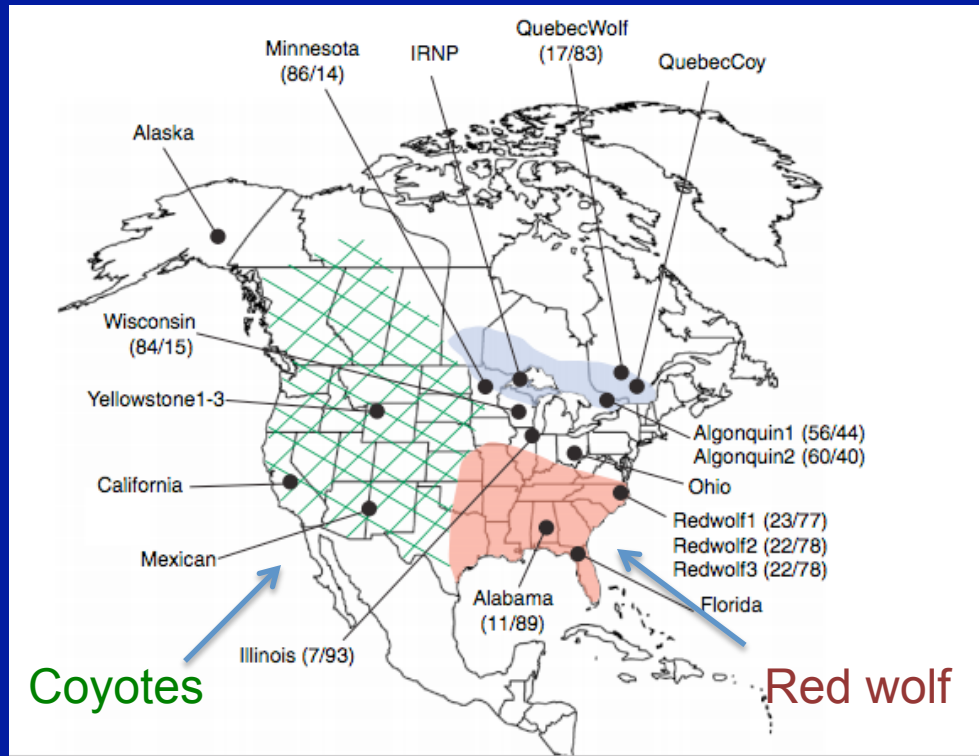 Minnesota
(86/14)
IRNP
QuebecWolf
(17/83)
QuebecCoy
Alaska
Wisconsin
(84/15)
Yellowstone1-3
Algonquin1 (56/44)
Algonquin2 (60/40)
California
Ohio
Redwolf1 (23/77)
Redwolf2 (22/78)
Redwolf3 (22/78)
Mexican
Alabama
(11/89)
Florida
Illinois (7/93)
Coyotes
Red wolf